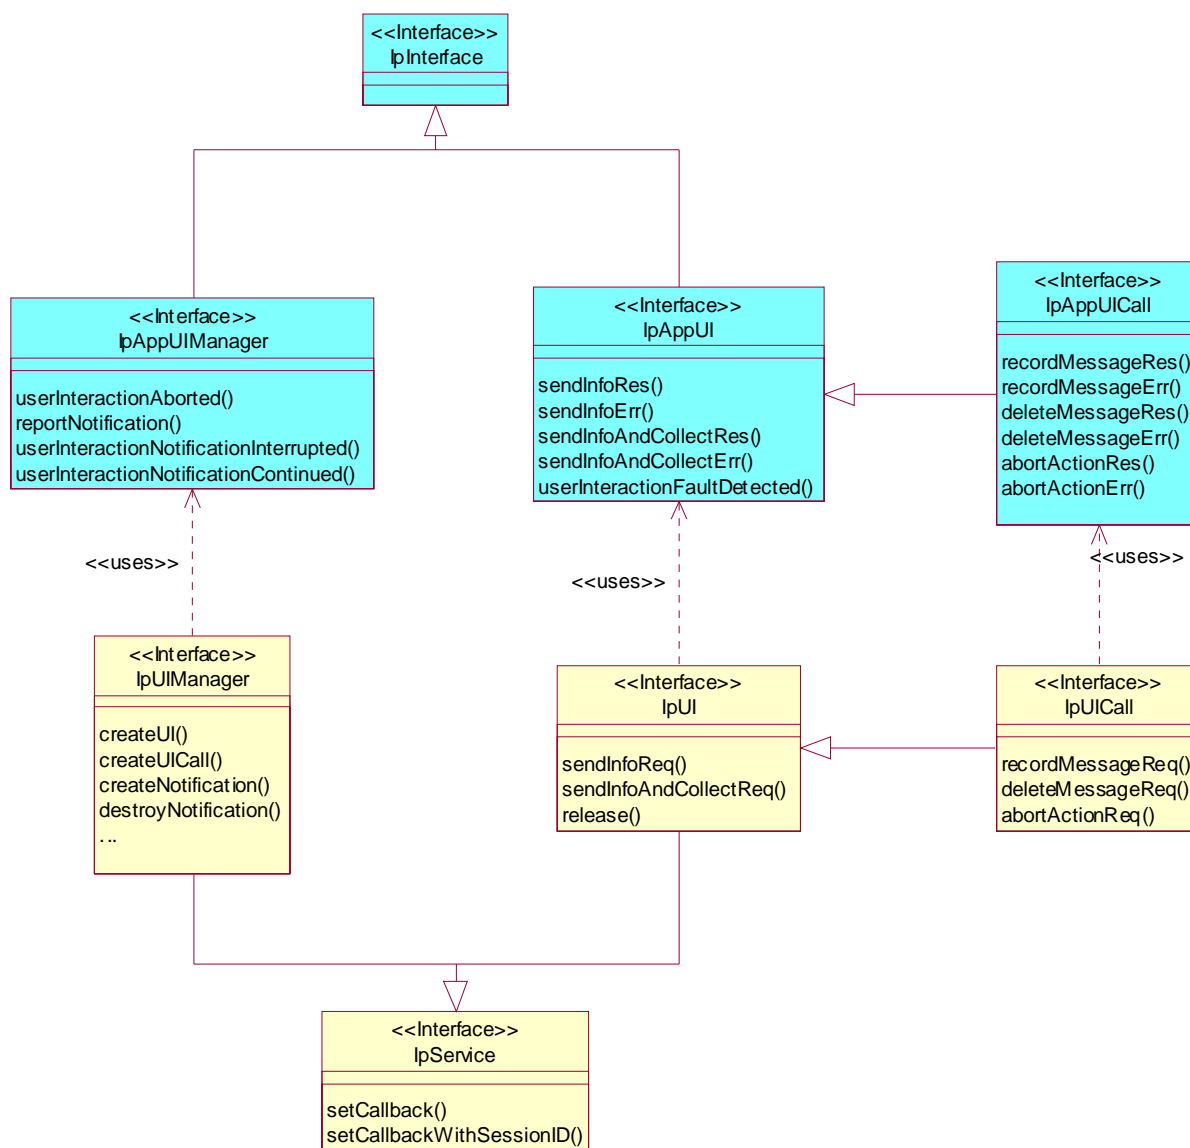 <<Interface>>
IpInterface
<<Interface>>
IpAppUIManager
userInteractionAborted()
reportNotification()
userInteractionNotificationInterrupted()
userInteractionNotificationContinued()
<<Interface>>
IpAppUI
sendInfoRes()
sendInfoErr()
sendInfoAndCollectRes()
sendInfoAndCollectErr()
userInteractionFaultDetected()
<<Interface>>
IpAppUICall
recordMessageRes()
recordMessageErr()
deleteMessageRes()
deleteMessageErr()
abortActionRes()
abortActionErr()
<<uses>>
<<uses>>
<<uses>>
<<Interface>>
IpUIManager
createUI()
createUICall()
createNotification()
destroyNotification()
...
<<Interface>>
IpUI
sendInfoReq()
sendInfoAndCollectReq()
release()
<<Interface>>
IpUICall
recordMessageReq()
deleteMessageReq()
abortActionReq()
<<Interface>>
IpService
setCallback()
setCallbackWithSessionID()